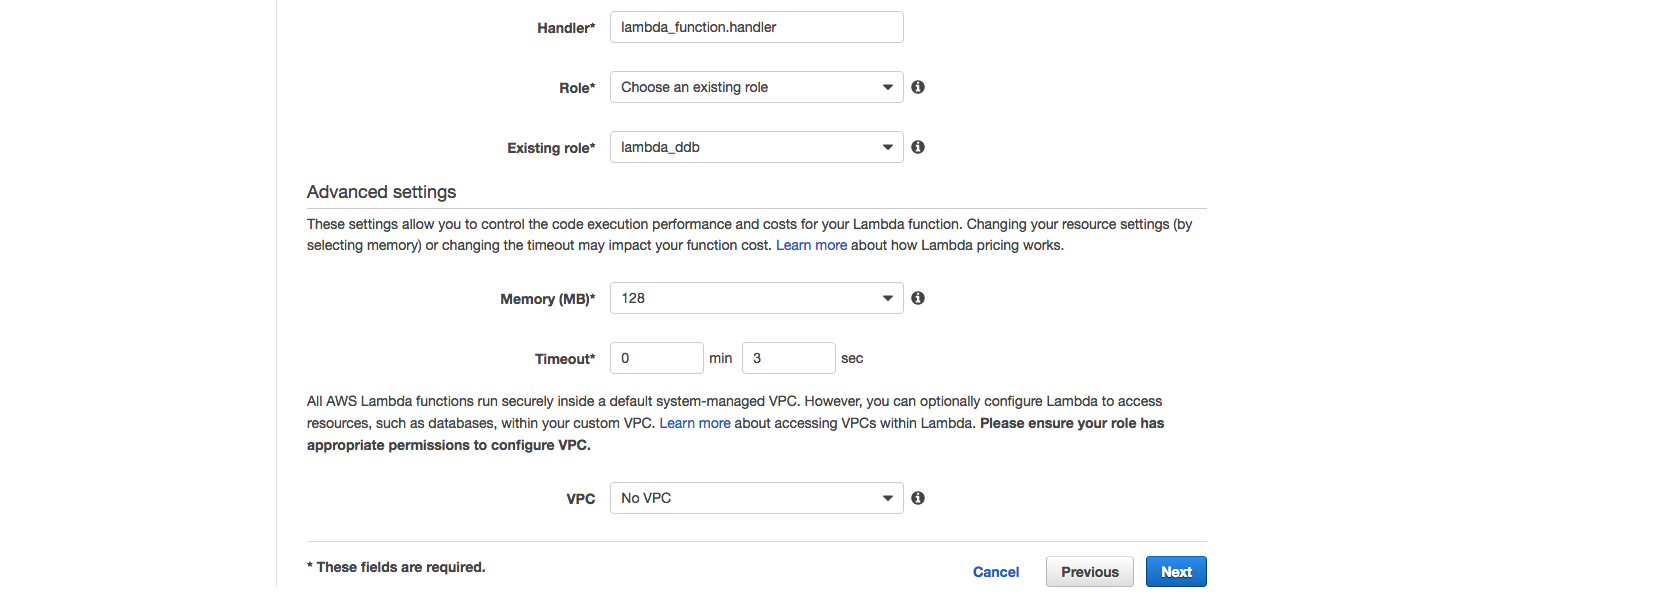 Handler* lambda_function.handler
Role* Choose an existing role
Existing role* lambda_ddb
Advanced settings
These settings allow you to control the code execution performance and costs for your Lambda function. Changing your resource settings (by
selecting memory) or changing the timeout may impact your function cost. Learn more about how Lambda pricing works.
Memory (MB)* 128
Timeout* 0 min 3 sec
All AWS Lambda functions run securely inside a default system-managed VPC. However, you can optionally configure Lambda to access
resources, such as databases, within your custom VPC. Learn more about accessing VPCs within Lambda. Please ensure your role has
appropriate permissions to configure VPC.
VPC No VPC
* These fields are required. Cancel Previous Next